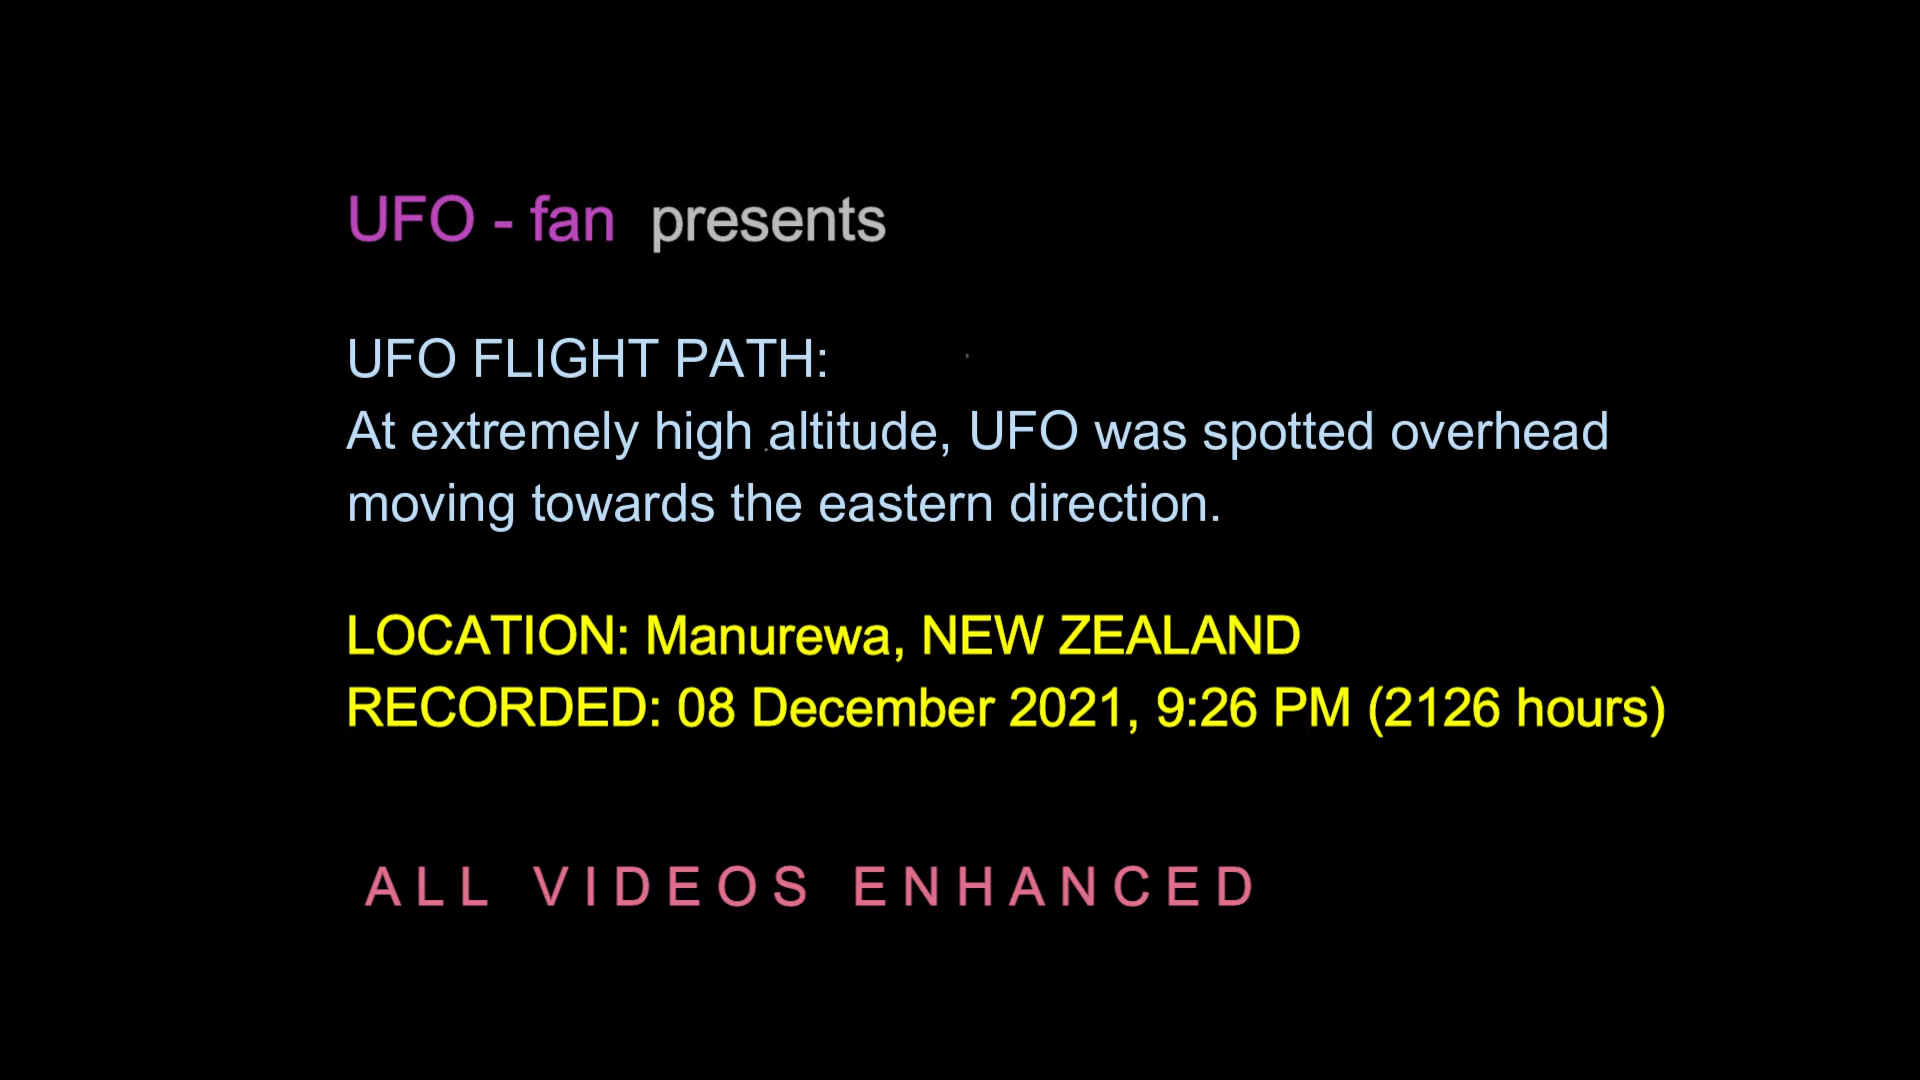 UFO - fan presents
UFO FLIGHT PATH:
At extremely high altitude, UFO was spotted overhead
moving towards the eastern direction.
LOCATION: Manurewa, NEW ZEALAND
RECORDED: 08 December 2021, 9:26 PM (2126 hours)
ALL VIDEOS ENHANCED